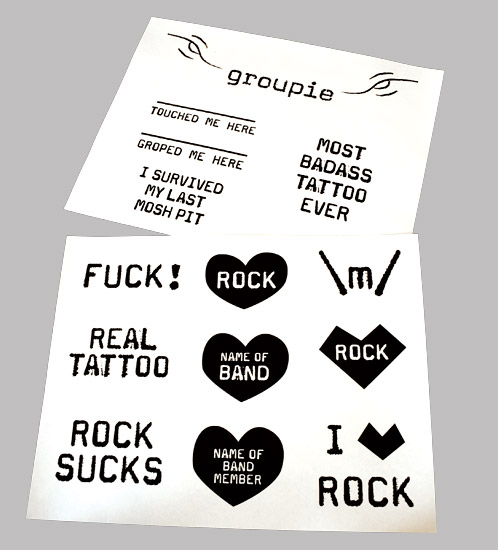 groupie
TOUCHED ME HERE
GROPED ME HERE
I SURVIVED
MY LAST
MOSH PIT
MOST
BADASS
TATTOO
EVER
FUCK!
ROCK
\m/
REAL
TATTOO
NAME OF
BAND
ROCK
ROCK
SUCKS
NAME OF
BAND
MEMBER
I
ROCK